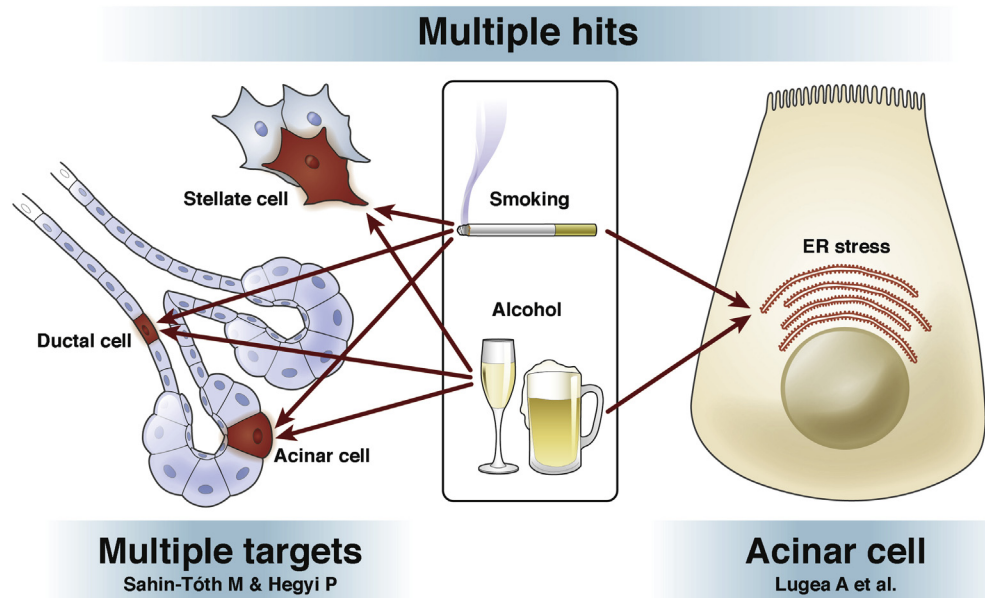 Multiple hits
Stellate cell
Smoking
ER stress
Alcohol
Ductal cell
Acinar cell
Multiple targets
Sahin-Tóth M & Hegyi P
Acinar cell
Lugea A et al.